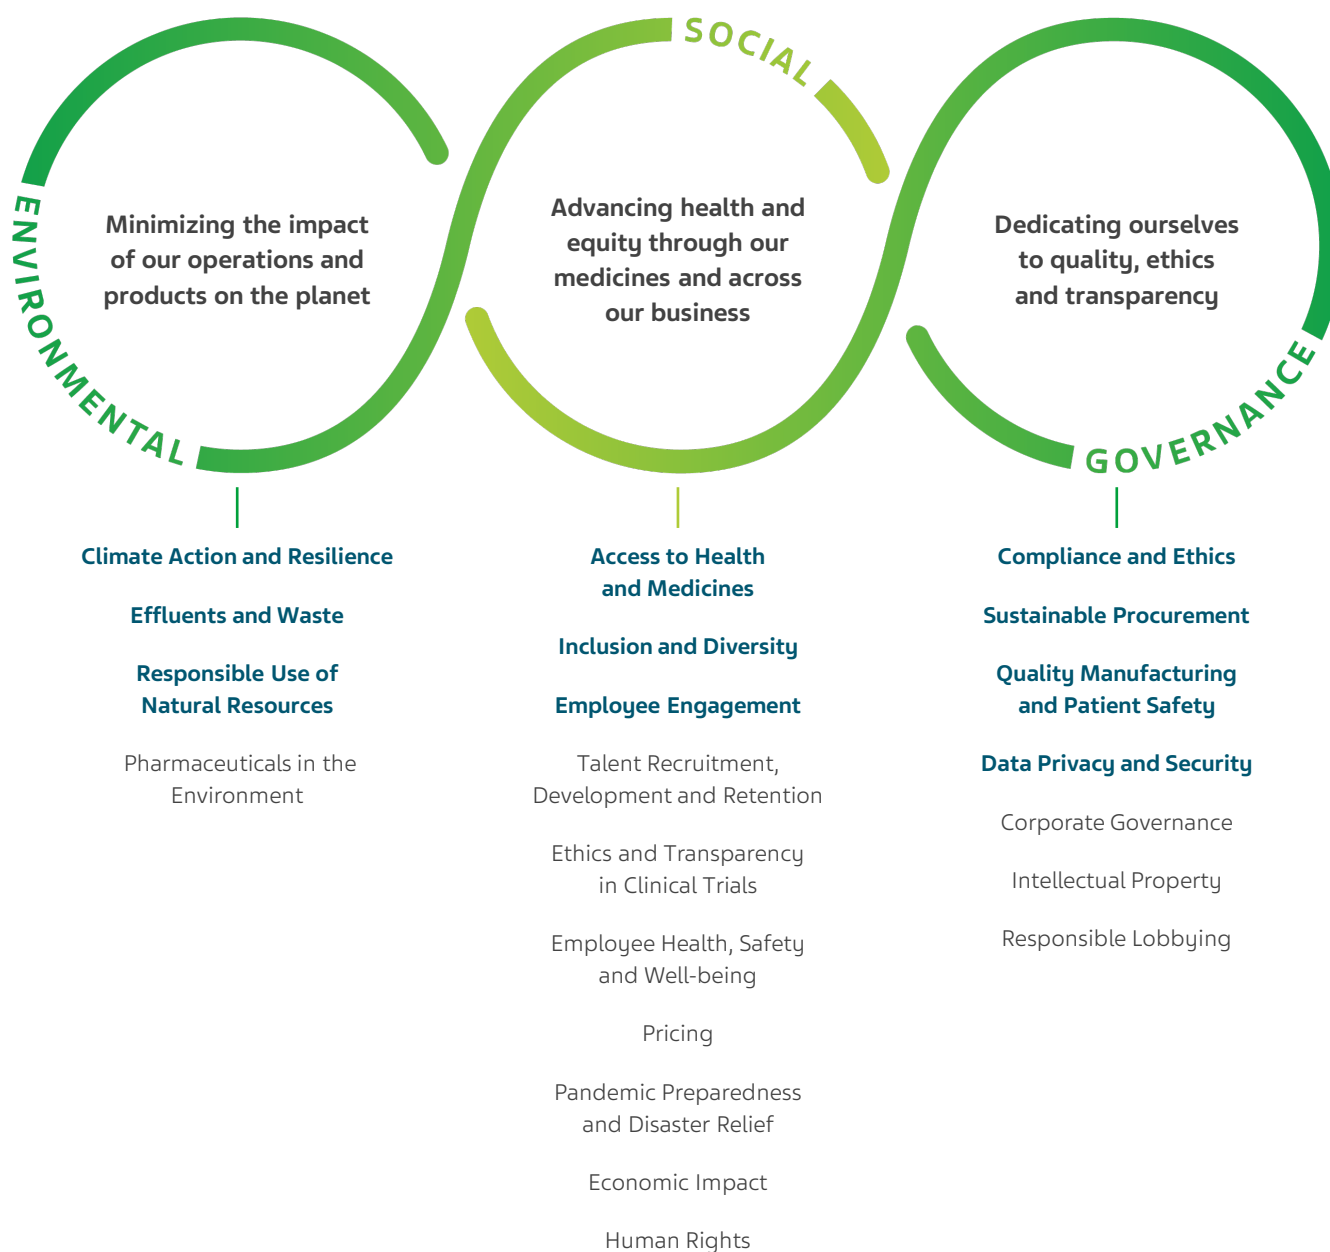 ENVIRONMENTAL
Minimizing the impact
of our operations and
products on the planet
Climate Action and Resilience
Effluents and Waste
Responsible Use of
Natural Resources
Pharmaceuticals in the
Environment
SOCIAL
Advancing health and
equity through our
medicines and across
our business
Access to Health
and Medicines
Inclusion and Diversity
Employee Engagement
Talent Recruitment,
Development and Retention
Ethics and Transparency
in Clinical Trials
Employee Health, Safety
and Well-being
Pricing
Pandemic Preparedness
and Disaster Relief
Economic Impact
Human Rights
GOVERNANCE
Dedicating ourselves
to quality, ethics
and transparency
Compliance and Ethics
Sustainable Procurement
Quality Manufacturing
and Patient Safety
Data Privacy and Security
Corporate Governance
Intellectual Property
Responsible Lobbying